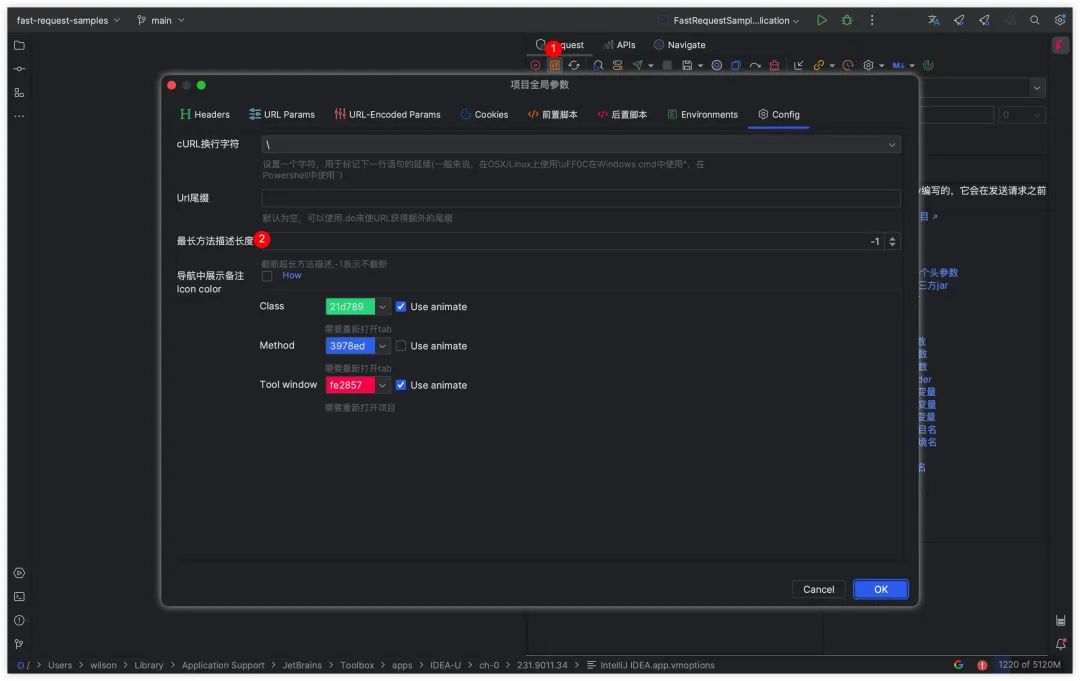 fast-request-samples
main
FastRequestSampl...lication
quest
APIs
Navigate
1
M↓
0
项目全局参数
Headers
URL Params
URL-Encoded Params
Cookies
前置脚本
后置脚本
Environments
Config
cURL换行字符
\
设置一个字符，用于标记下一行语句的延续(一般来说，在OSX/Linux上使用\uFF0C在Windows cmd中使用^，在
Powershell中使用`)
Url尾缀
默认为空，可以使用.do来使URL获得额外的尾缀
最长方法描述长度
2
-1
截断超长方法描述,-1表示不截断
导航中展示备注
How
Icon color
Class
21d789
Use animate
需要重新打开tab
Method
3978ed
Use animate
需要重新打开tab
Tool window
fe2857
Use animate
需要重新打开项目
Cancel
OK
编写的，它会在发送请求之前
目
个头参数
三方jar
数
数
数
der
变量
变量
变量
目名
境名
名
/ > Users > wilson > Library > Application Support > JetBrains > Toolbox > apps > IDEA-U > ch-0 > 231.9011.34 > IntelliJ IDEA.app.vmoptions
1220 of 5120M